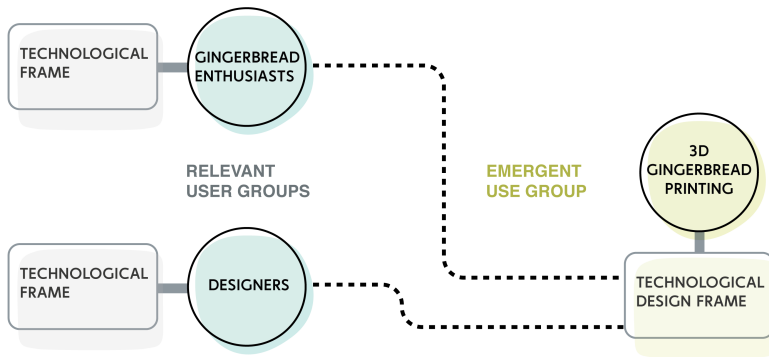 TECHNOLOGICAL
FRAME
GINGERBREAD
ENTHUSIASTS
RELEVANT
USER GROUPS
EMERGENT
USE GROUP
3D
GINGERBREAD
PRINTING
TECHNOLOGICAL
FRAME
DESIGNERS
TECHNOLOGICAL
DESIGN FRAME